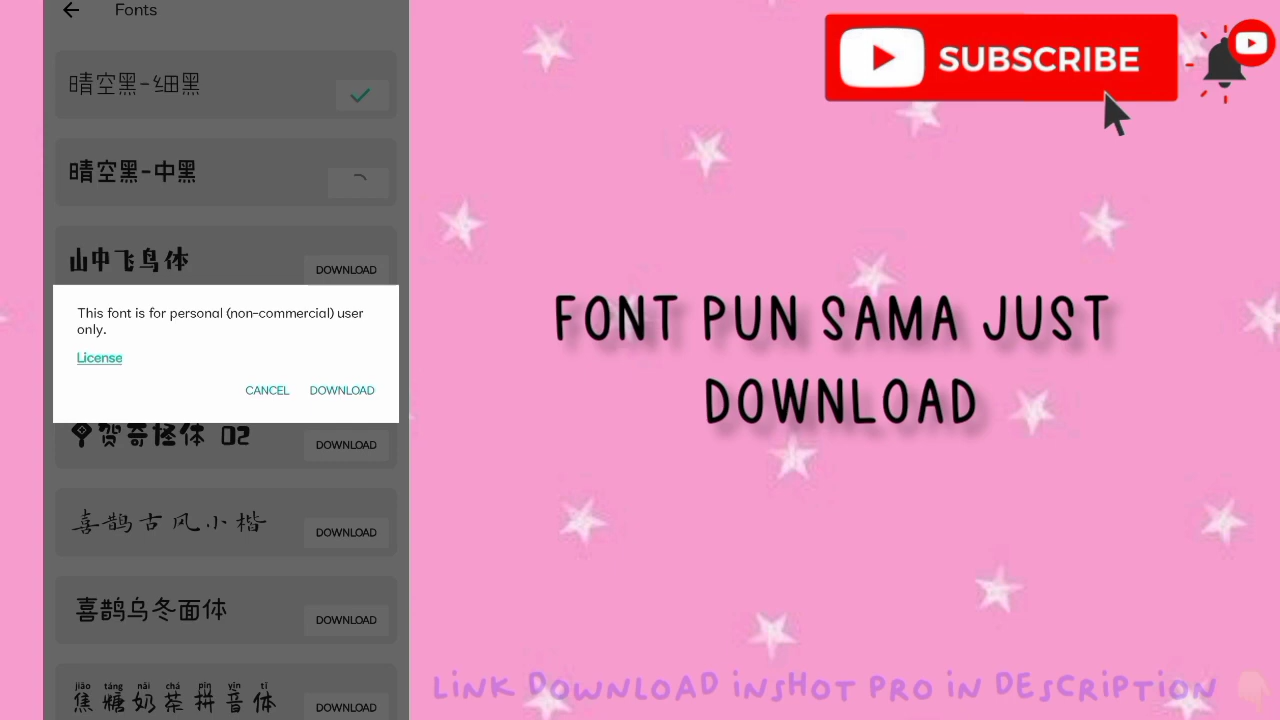 Fonts
晴空黑-细黑
晴空黑-中黑
山中飞鸟体
DOWNLOAD
This font is for personal (non-commercial) user
only.
License
CANCEL DOWNLOAD
甲贺奇怪体 02
DOWNLOAD
喜鹊古风小楷
DOWNLOAD
喜鹊乌冬面体
DOWNLOAD
jiāo táng nǎi chá pīn yīn tǐ
焦糖奶茶拼音体
DOWNLOAD
SUBSCRIBE
FONT PUN SAMA JUST
DOWNLOAD
LINK DOWNLOAD INSHOT PRO IN DESCRIPTION